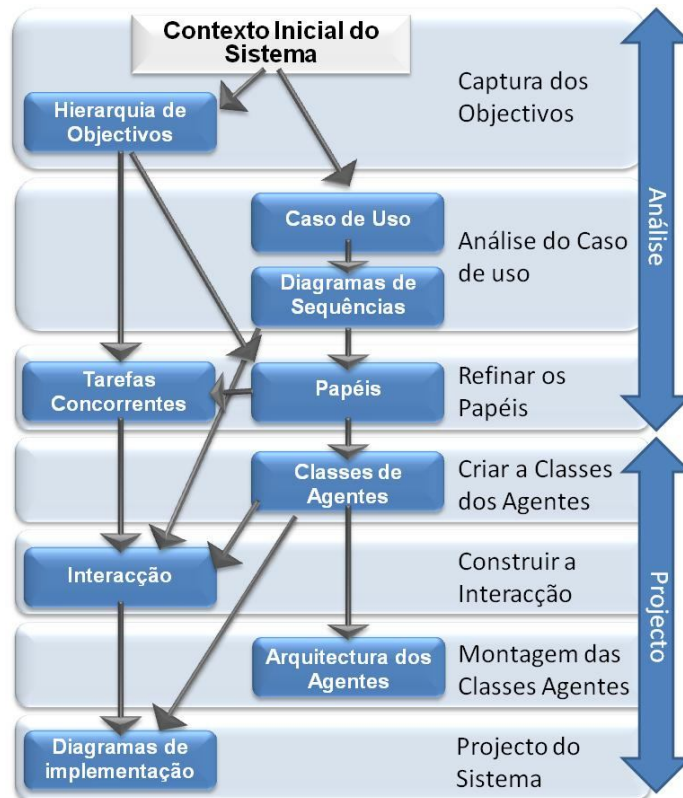 Contexto Inicial do
Sistema
Captura dos
Objectivos
Hierarquia de
Objectivos
Análise
Caso de Uso
Análise do Caso
de uso
Diagramas de
Sequências
Tarefas
Concorrentes
Papéis
Refinar os
Papéis
Classes de
Agentes
Criar a Classes
dos Agentes
Interacção
Construir a
Interacção
Projecto
Arquitectura dos
Agentes
Montagem das
Classes Agentes
Diagramas de
implementação
Projecto do
Sistema